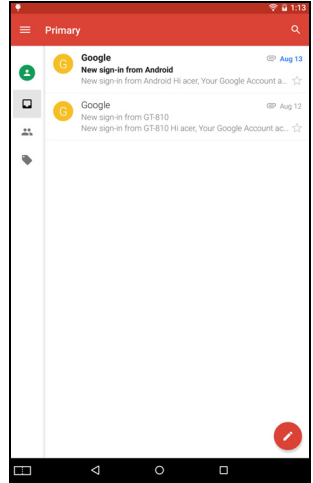 1:13
Primary
G
Google
Aug 13
New sign-in from Android
New sign-in from Android Hi acer, Your Google Account a...
G
Google
Aug 12
New sign-in from GT-810
New sign-in from GT-810 Hi acer, Your Google Account ac...